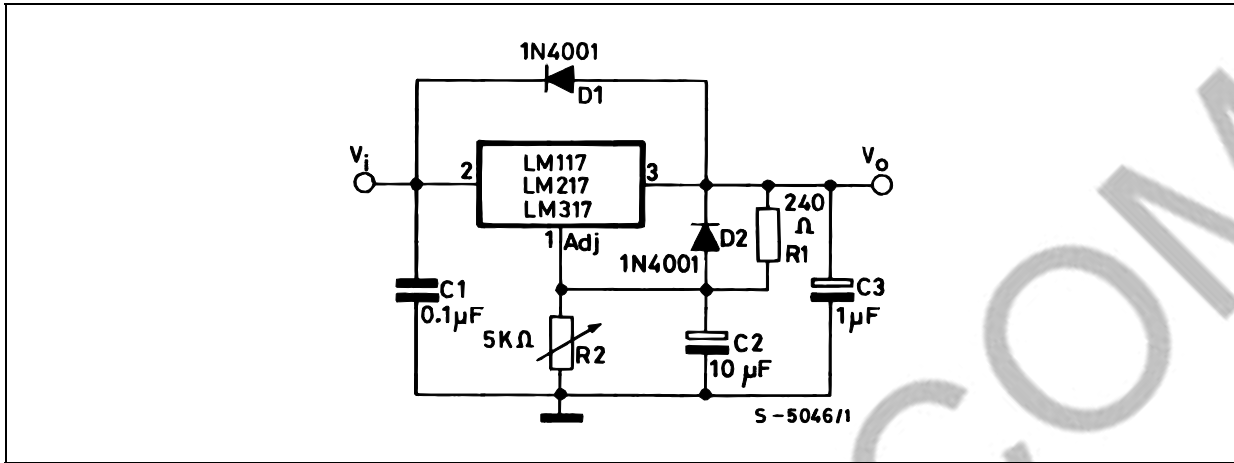 1N4001
D1
Vi
2
LM117
LM217
LM317
3
Vo
1 Adj
240
Ω
R1
D2
1N4001
C1
0.1µF
C3
1µF
5KΩ
R2
C2
10 µF
S-5046/1
COM